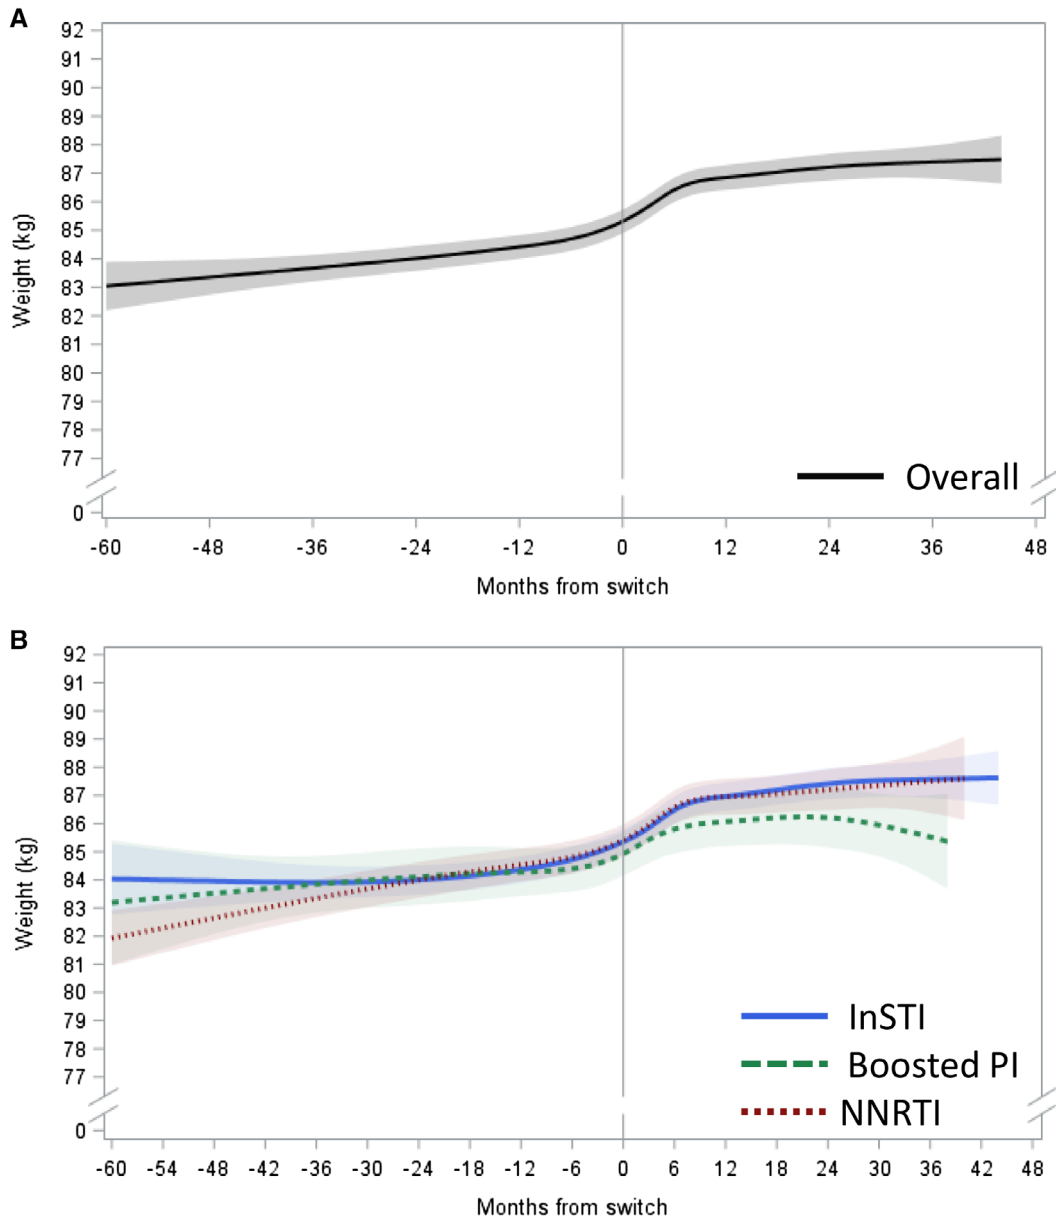 A
92
91
90
89
88
87
86
85
84
83
82
81
80
79
78
77
0
Weight (kg)
Overall
-60 -48 -36 -24 -12 0 12 24 36 48
Months from switch
B
92
91
90
89
88
87
86
85
84
83
82
81
80
79
78
77
0
Weight (kg)
InSTI
Boosted PI
NNRTI
-60 -54 -48 -42 -36 -30 -24 -18 -12 -6 0 6 12 18 24 30 36 42 48
Months from switch